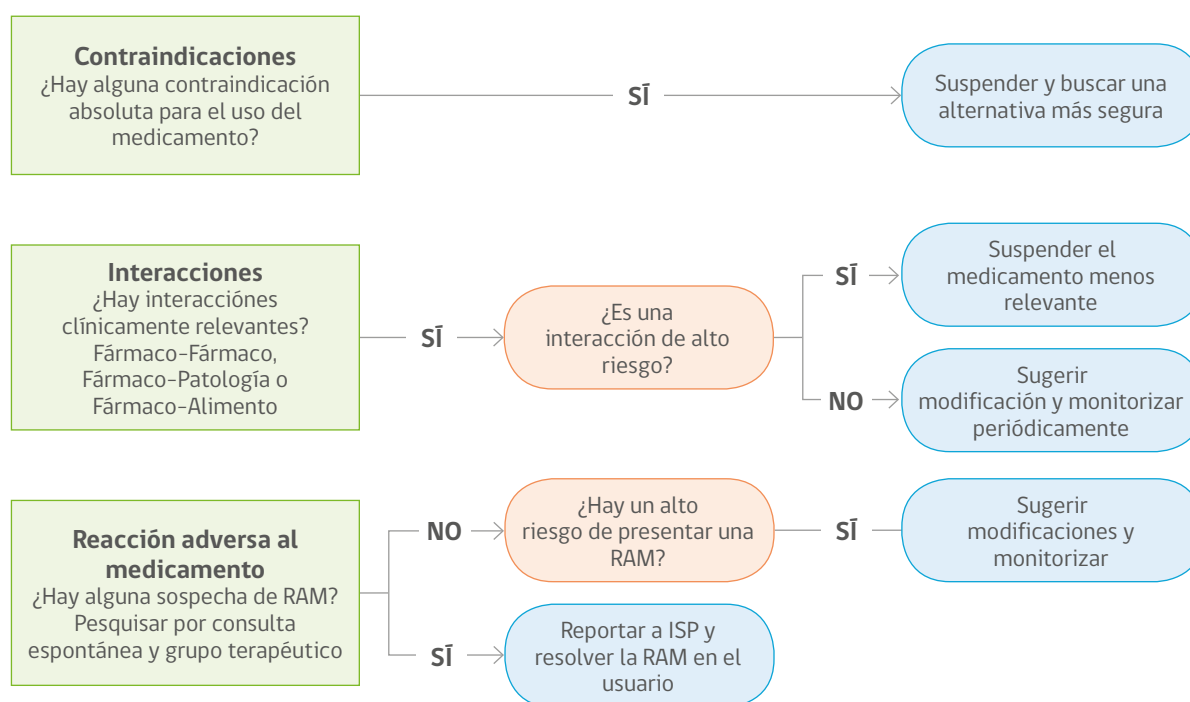 Contraindicaciones
¿Hay alguna contraindicación
absoluta para el uso del
medicamento?
SÍ
Suspender y buscar una
alternativa más segura
Interacciones
¿Hay interacciónes
clínicamente relevantes?
Fármaco-Fármaco,
Fármaco-Patología o
Fármaco-Alimento
SÍ
¿Es una
interacción de alto
riesgo?
SÍ
Suspender el
medicamento menos
relevante
NO
Sugerir
modificación y monitorizar
periódicamente
Reacción adversa al
medicamento
¿Hay alguna sospecha de RAM?
Pesquisar por consulta
espontánea y grupo terapéutico
NO
¿Hay un alto
riesgo de presentar una
RAM?
SÍ
Sugerir
modificaciones y
monitorizar
SÍ
Reportar a ISP y
resolver la RAM en el
usuario